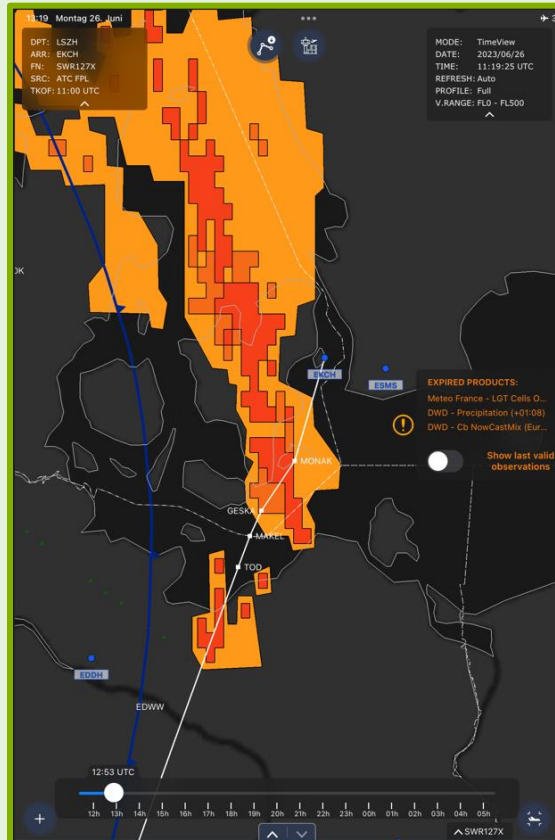 13:19 Montag 26. Juni
DPT: LSZH
ARR: EKCH
FN: SWR127X
SRC: ATC FPL
TKOF: 11:00 UTC
MODE: TimeView
DATE: 2023/06/26
TIME: 11:19:25 UTC
REFRESH: Auto
PROFILE: Full
V.RANGE: FL0 - FL500
EKCH
ESMS
EXPIRED PRODUCTS:
Meteo France - LGT Cells O...
DWD - Precipitation (+01:08)
DWD - Cb NowCastMix (Eur...
Show last valid
observations
MONAK
GESKA
MAKEL
TOD
EDDH
EDWW
12:53 UTC
12h 13h 14h 15h 16h 17h 18h 19h 20h 21h 22h 23h 00h 01h 02h 03h 04h 05h
SWR127X